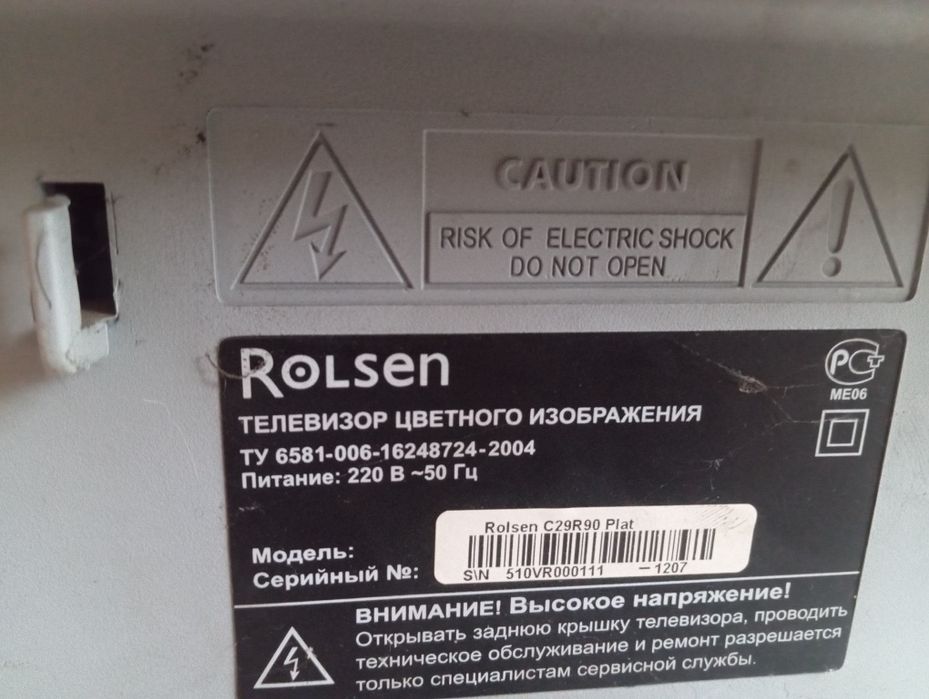 CAUTION
RISK OF ELECTRIC SHOCK
DO NOT OPEN
ROLSEN
РСТ
МЕ06
ТЕЛЕВИЗОР ЦВЕТНОГО ИЗОБРАЖЕНИЯ
ТУ 6581-006-16248724-2004
Питание: 220 В ~50 Гц
Rolsen C29R90 Plat
Модель:
Серийный №:
S\N 510VR000111 -1207
ВНИМАНИЕ! Высокое напряжение!
Открывать заднюю крышку телевизора, проводить
техническое обслуживание и ремонт разрешается
только специалистам сервисной службы.